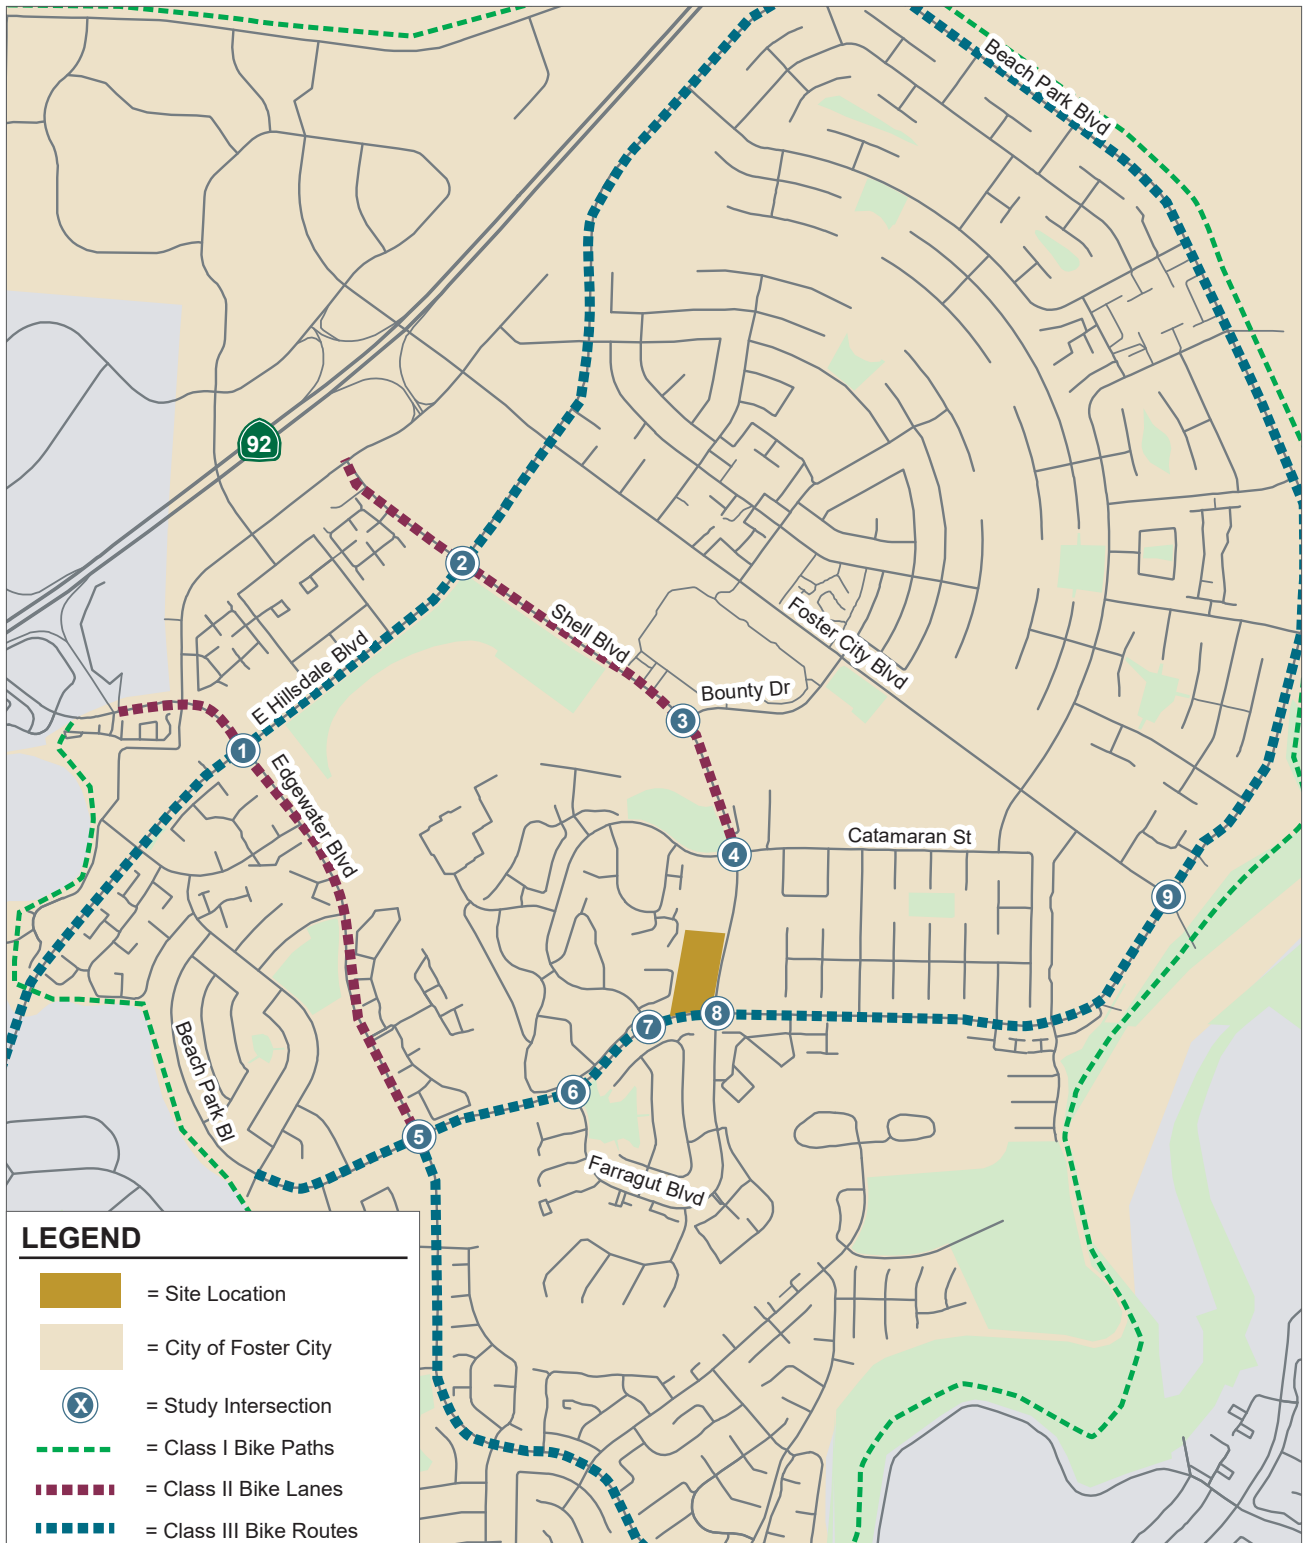 Beach Park Blvd
92
2
Shell Blvd
Foster City Blvd
E Hillsdale Blvd
Bounty Dr
3
1
Edgewater Blvd
Catamaran St
4
9
8
7
Beach Park Bl
6
5
Farragut Blvd
LEGEND
= Site Location
= City of Foster City
X = Study Intersection
= Class I Bike Paths
= Class II Bike Lanes
= Class III Bike Routes